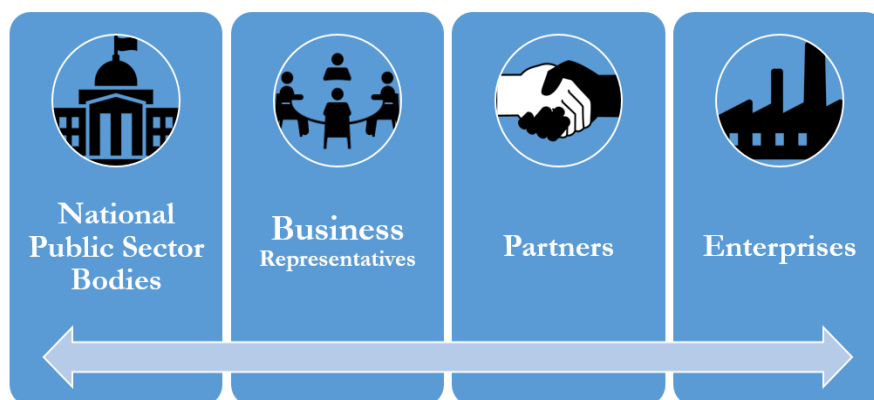 National
Public Sector
Bodies
Business
Representatives
Partners
Enterprises